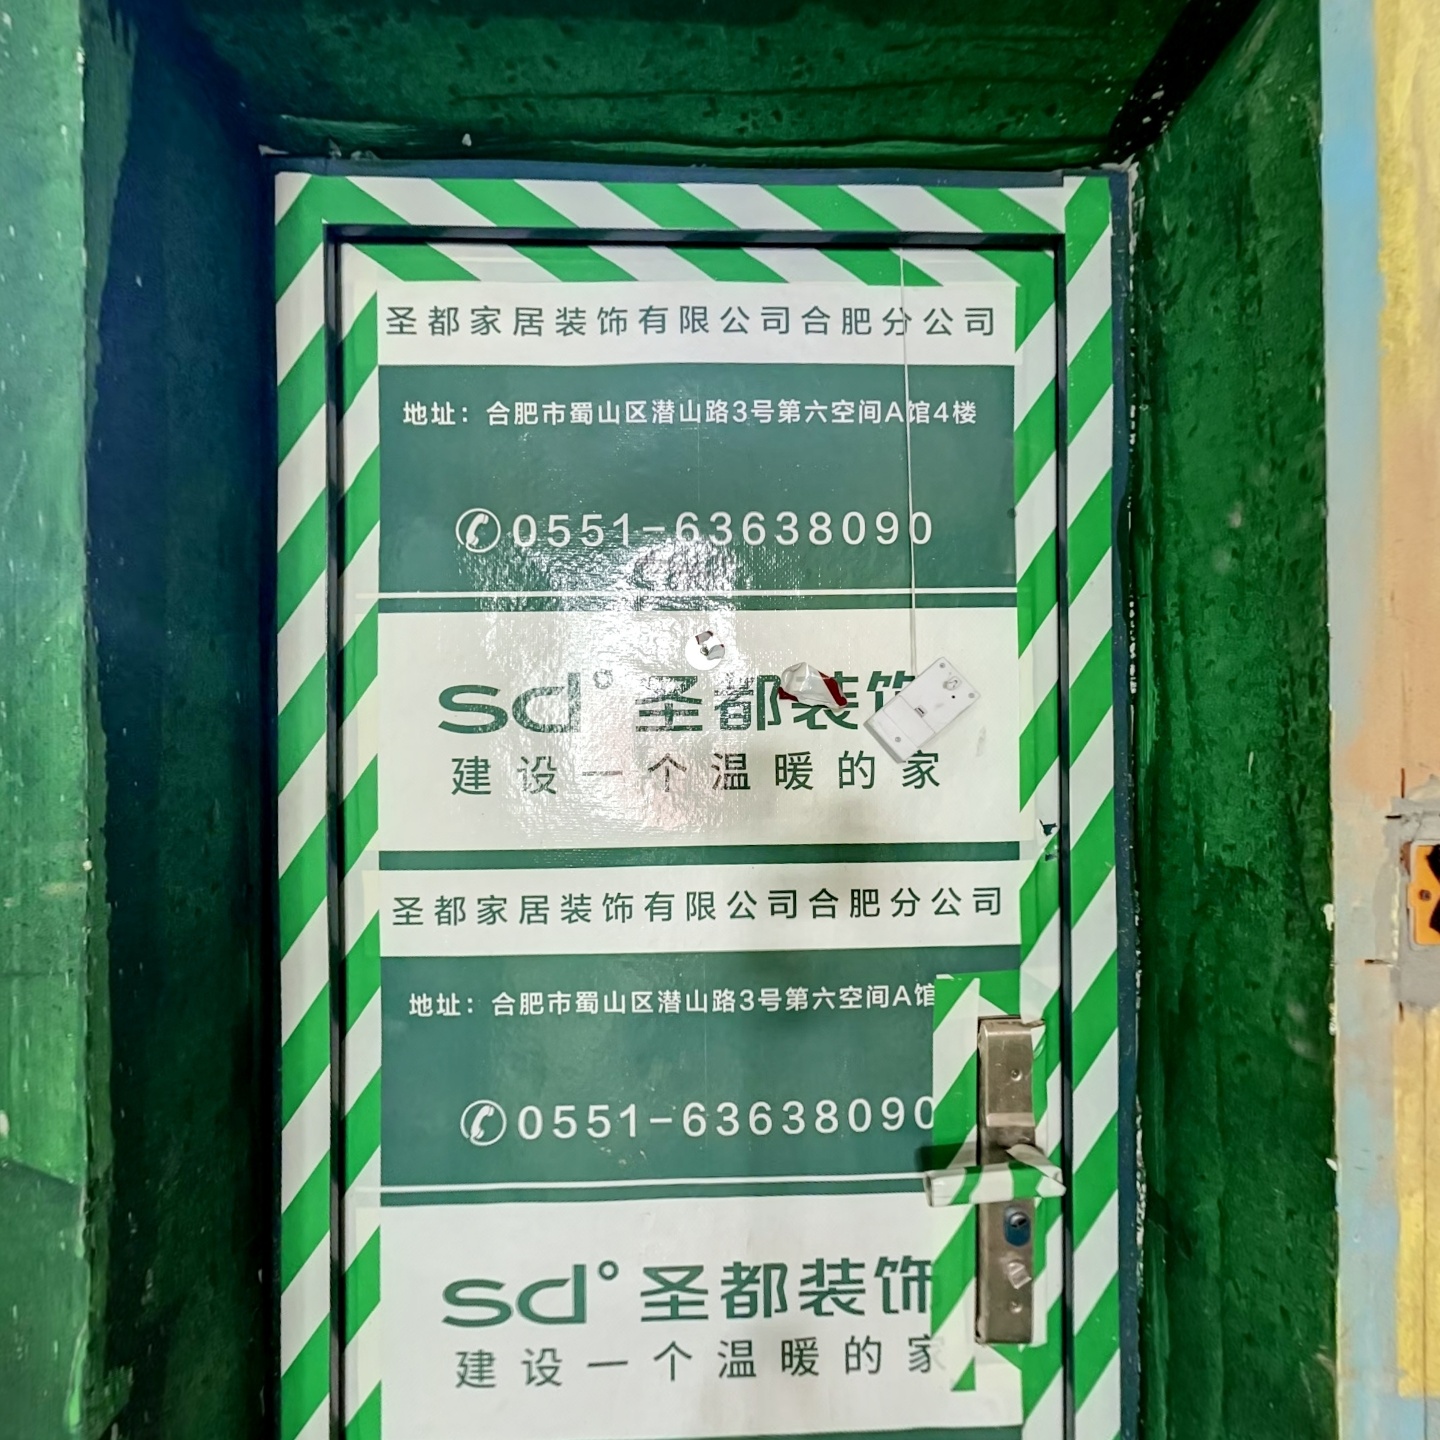 圣都家居装饰有限公司合肥分公司
地址：合肥市蜀山区潜山路3号第六空间A馆4楼
0551-63638090
sd° 圣都装饰
建设一个温暖的家
圣都家居装饰有限公司合肥分公司
地址：合肥市蜀山区潜山路3号第六空间A馆
0551-63638090
sd° 圣都装饰
建设一个温暖的家